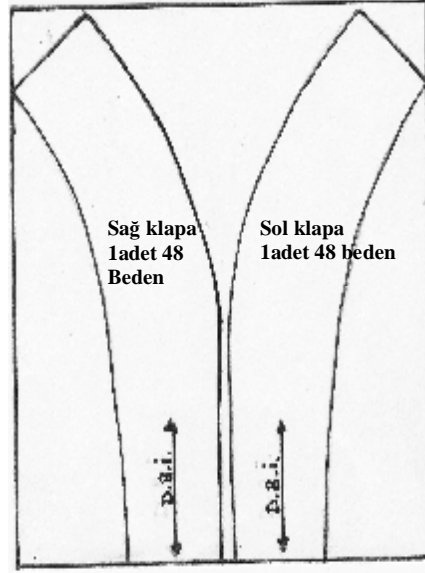 Sağ klapa
1adet 48
Beden
Sol klapa
1adet 48 beden
D.B.İ.
D.B.İ.